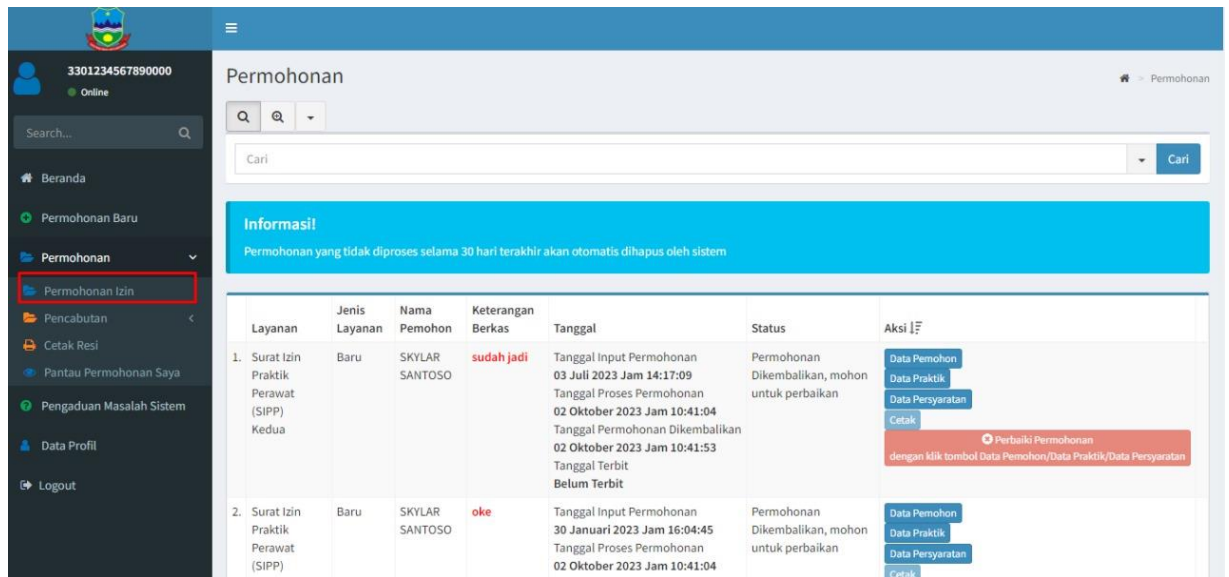 3301234567890000
Online
Search...
Beranda
Permohonan Baru
Permohonan
Permohonan Izin
Pencabutan
Cetak Resi
Pantau Permohonan Saya
Pengaduan Masalah Sistem
Data Profil
Logout
Permohonan
> Permohonan
Cari
Cari
Informasi!
Permohonan yang tidak diproses selama 30 hari terakhir akan otomatis dihapus oleh sistem
Layanan
Jenis
Layanan
Nama
Pemohon
Keterangan
Berkas
Tanggal
Status
Aksi
1. Surat Izin
Praktik
Perawat
(SIPP)
Kedua
Baru
SKYLAR
SANTOSO
sudah jadi
Tanggal Input Permohonan
03 Juli 2023 Jam 14:17:09
Tanggal Proses Permohonan
02 Oktober 2023 Jam 10:41:04
Tanggal Permohonan Dikembalikan
02 Oktober 2023 Jam 10:41:53
Tanggal Terbit
Belum Terbit
Permohonan
Dikembalikan, mohon
untuk perbaikan
Data Pemohon
Data Praktik
Data Persyaratan
Cetak
Perbaiki Permohonan
dengan klik tombol Data Pemohon/Data Praktik/Data Persyaratan
2. Surat Izin
Praktik
Perawat
(SIPP)
Baru
SKYLAR
SANTOSO
oke
Tanggal Input Permohonan
30 Januari 2023 Jam 16:04:45
Tanggal Proses Permohonan
02 Oktober 2023 Jam 10:41:04
Permohonan
Dikembalikan, mohon
untuk perbaikan
Data Pemohon
Data Praktik
Data Persyaratan
Cetak